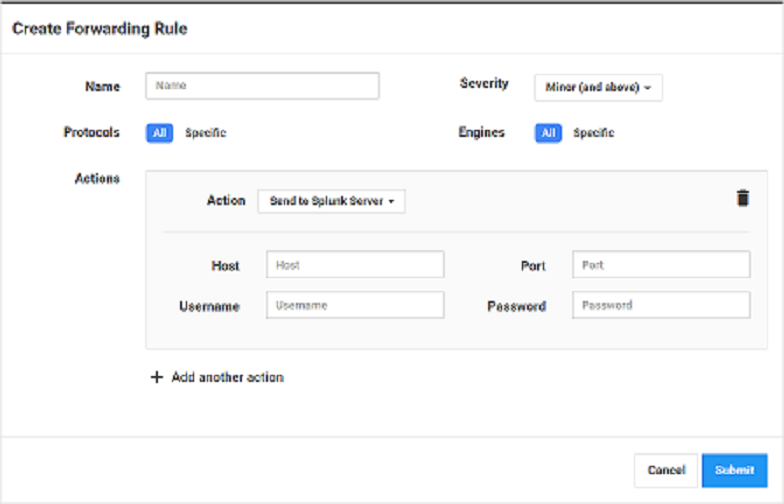 Create Forwarding Rule
Name Name Severity Minor (and above)
Protocols All Specific Engines All Specific
Actions
Action Send to Splunk Server
Host Host Port Port
Username Username Password Password
+ Add another action
Cancel Submit